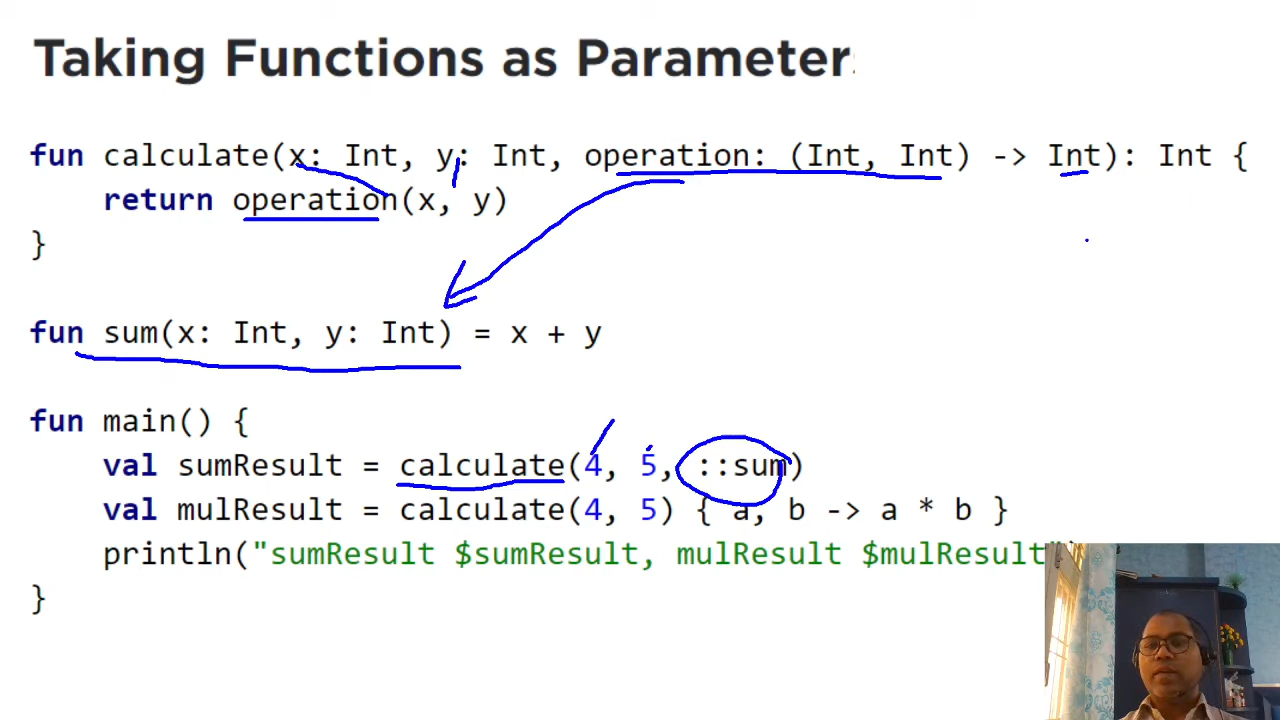 Taking Functions as Parameter
fun calculate(x: Int, y: Int, operation: (Int, Int) -> Int): Int {
return operation(x, y)
}
fun sum(x: Int, y: Int) = x + y
fun main() {
val sumResult = calculate(4, 5, ::sum)
val mulResult = calculate(4, 5) { a, b -> a * b }
println("sumResult $sumResult, mulResult $mulResult")
}